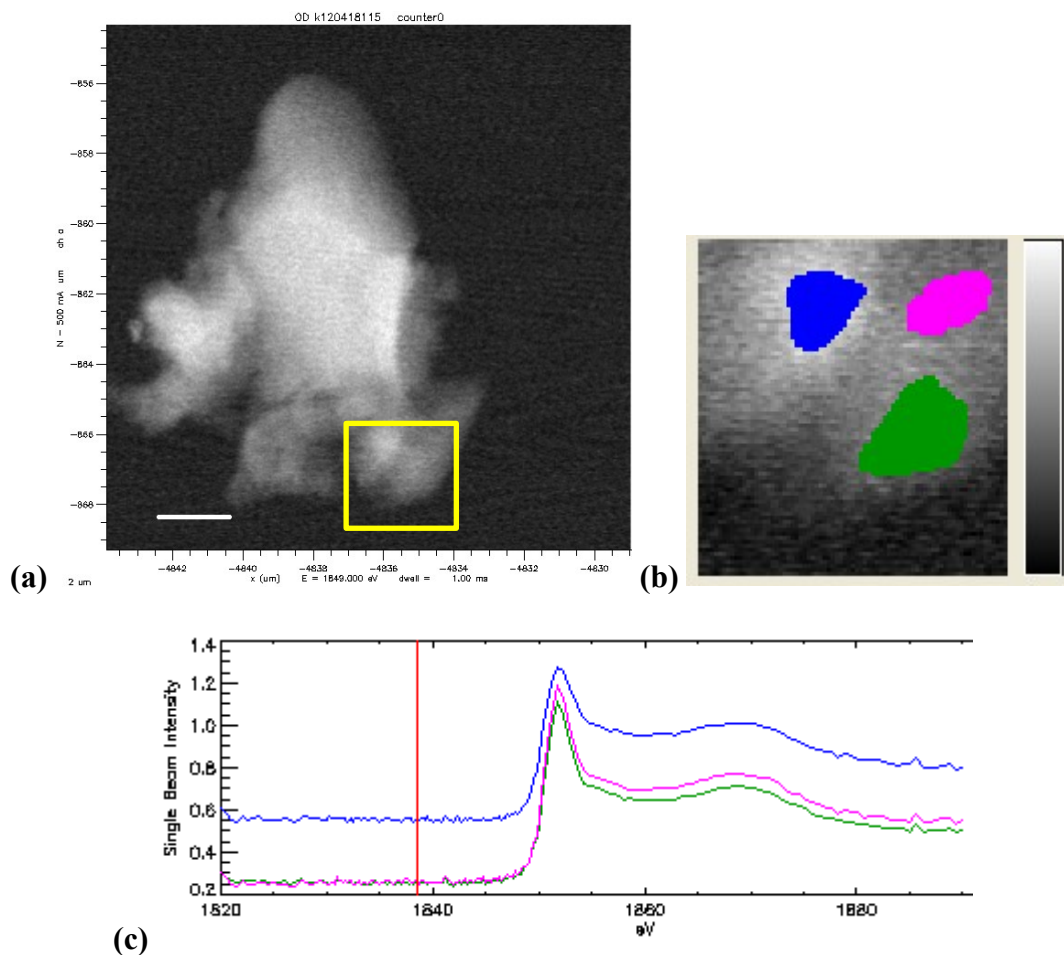 OD k120418115 counter0
-856
-858
-860
-862
-864
-866
-868
N - 500 mA um dh a
-4842 -4840 -4838 -4836 -4834 -4832 -4830
2 um x (um) E = 1849.000 eV dwell = 1.00 ms
(a)
(b)
1.4
1.2
1.0
0.8
0.6
0.4
0.2
Single Beam Intensity
1820 1840 1860 1880
eV
(c)